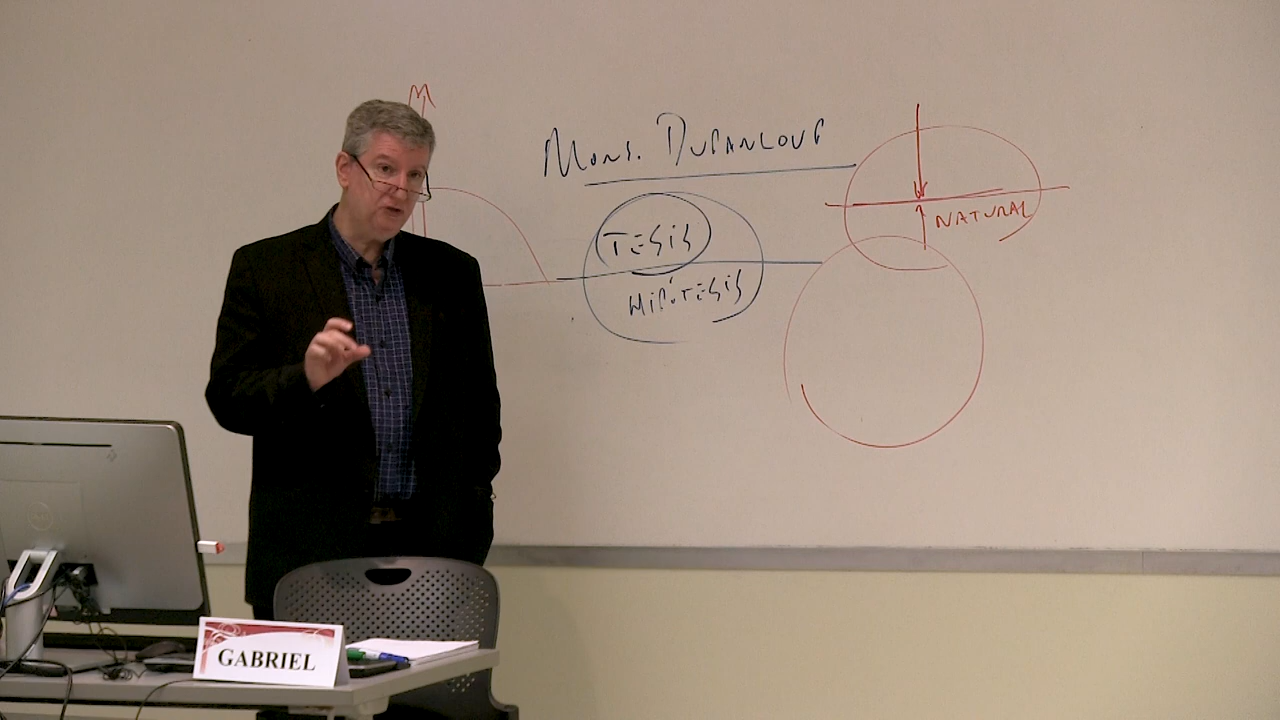 MONS. DUPANLOUP
TESIS
HIPÓTESIS
NATURAL
GABRIEL